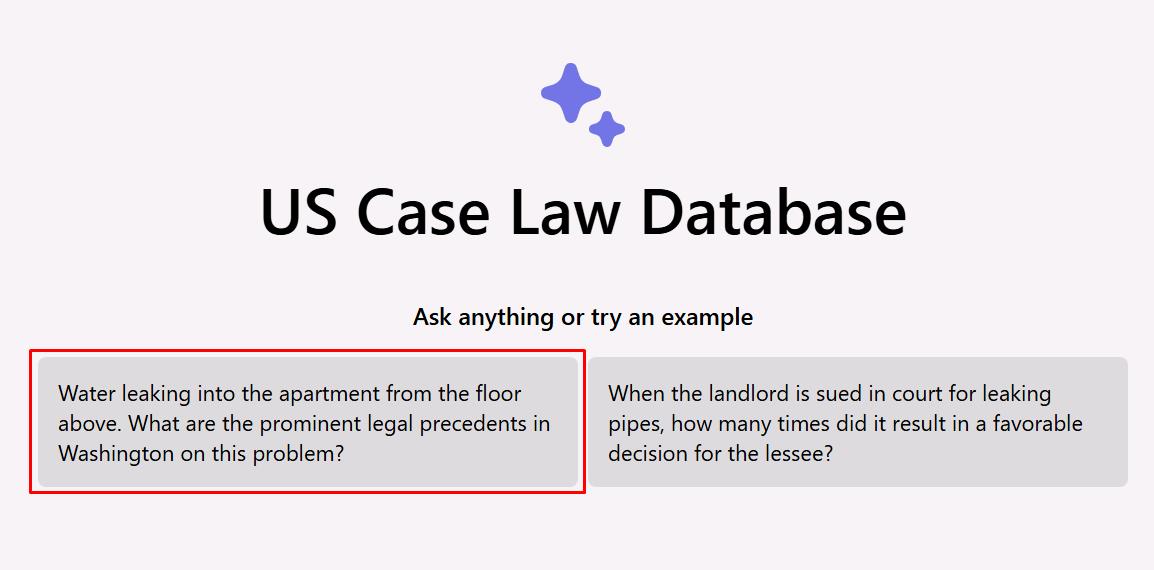 US Case Law Database
Ask anything or try an example
Water leaking into the apartment from the floor
above. What are the prominent legal precedents in
Washington on this problem?
When the landlord is sued in court for leaking
pipes, how many times did it result in a favorable
decision for the lessee?